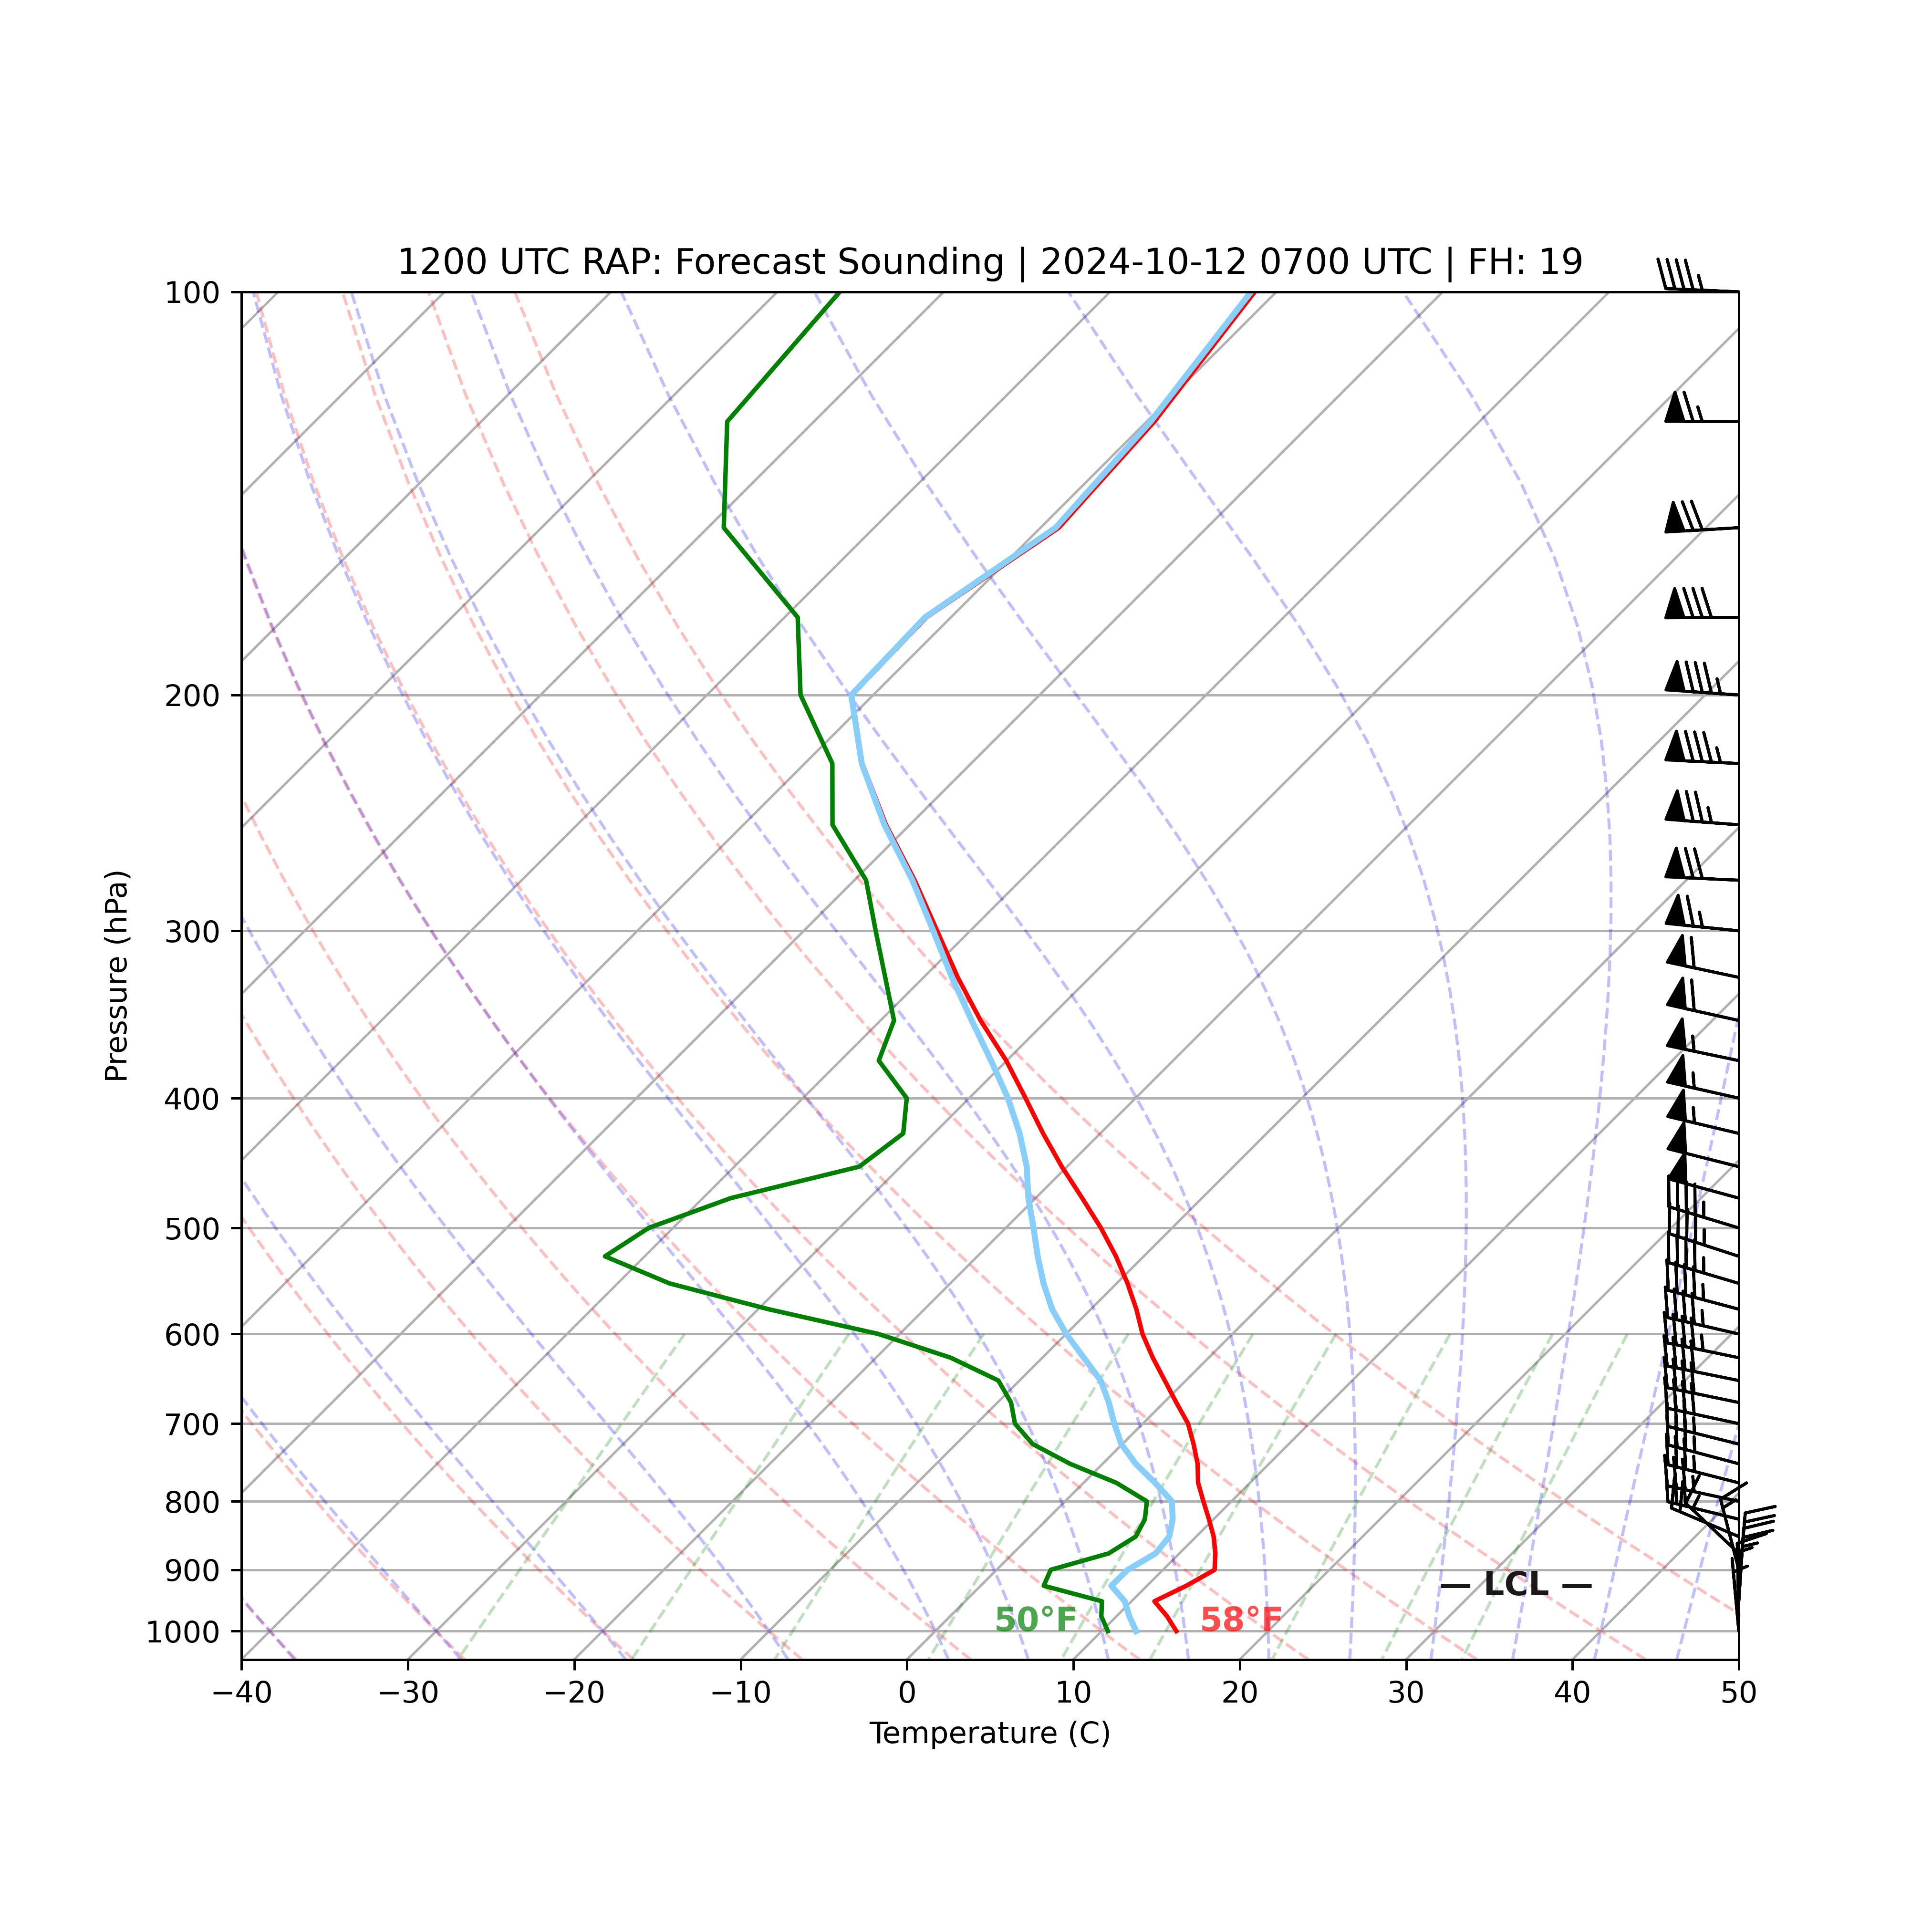 1200 UTC RAP: Forecast Sounding | 2024-10-12 0700 UTC | FH: 19
100
200
300
400
500
600
700
800
900
1000
Pressure (hPa)
— LCL —
50°F
58°F
−40 −30 −20 −10 0 10 20 30 40 50
Temperature (C)